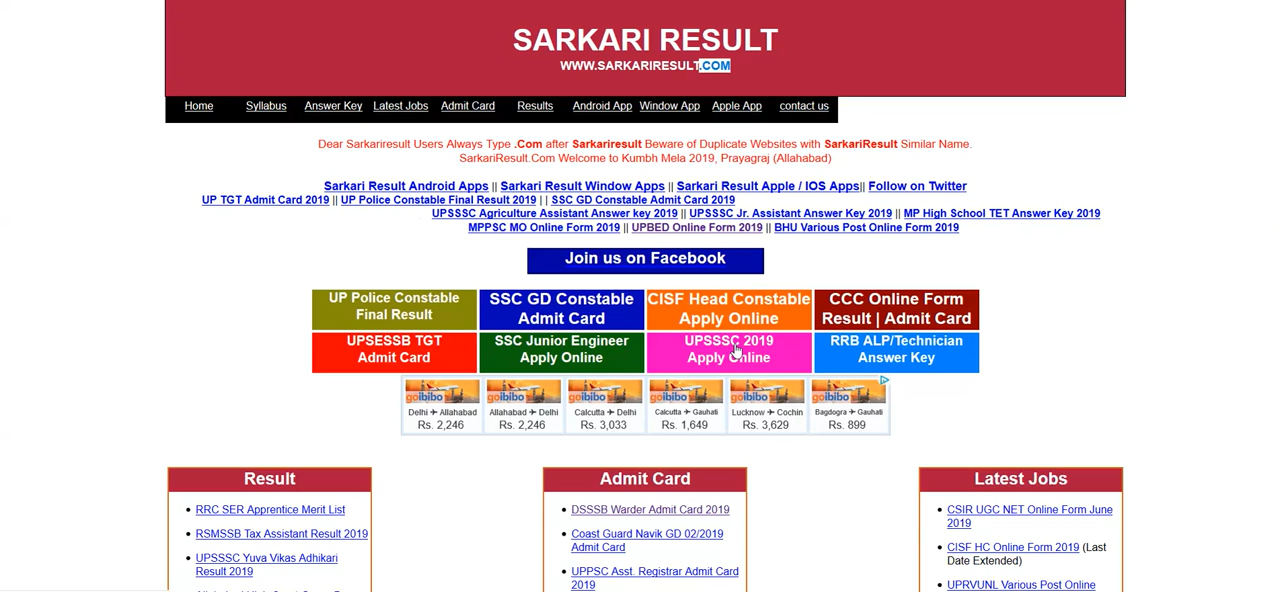 SARKARI RESULT
WWW.SARKARIRESULT.COM
Home Syllabus Answer Key Latest Jobs Admit Card Results Android App Window App Apple App contact us
Dear Sarkariresult Users Always Type .Com after Sarkariresult Beware of Duplicate Websites with SarkariResult Similar Name.
SarkariResult.Com Welcome to Kumbh Mela 2019, Prayagraj (Allahabad)
Sarkari Result Android Apps || Sarkari Result Window Apps || Sarkari Result Apple / IOS Apps|| Follow on Twitter
UP TGT Admit Card 2019 || UP Police Constable Final Result 2019 | | SSC GD Constable Admit Card 2019
UPSSSC Agriculture Assistant Answer key 2019 || UPSSSC Jr. Assistant Answer Key 2019 || MP High School TET Answer Key 2019
MPPSC MO Online Form 2019 || UPBED Online Form 2019 || BHU Various Post Online Form 2019
Join us on Facebook
UP Police Constable
Final Result
SSC GD Constable
Admit Card
CISF Head Constable
Apply Online
CCC Online Form
Result | Admit Card
UPSESSB TGT
Admit Card
SSC Junior Engineer
Apply Online
UPSSSC 2019
Apply Online
RRB ALP/Technician
Answer Key
goibibo goibibo goibibo goibibo goibibo goibibo
Delhi ✈ Allahabad Allahabad ✈ Delhi Calcutta ✈ Delhi Calcutta ✈ Gauhati Lucknow ✈ Cochin Bagdogra ✈ Gauhati
Rs. 2,246 Rs. 2,246 Rs. 3,033 Rs. 1,649 Rs. 3,629 Rs. 899
Result
RRC SER Apprentice Merit List
RSMSSB Tax Assistant Result 2019
UPSSSC Yuva Vikas Adhikari
Result 2019
Admit Card
DSSSB Warder Admit Card 2019
Coast Guard Navik GD 02/2019
Admit Card
UPPSC Asst. Registrar Admit Card
2019
Latest Jobs
CSIR UGC NET Online Form June
2019
CISF HC Online Form 2019 (Last
Date Extended)
UPRVUNL Various Post Online